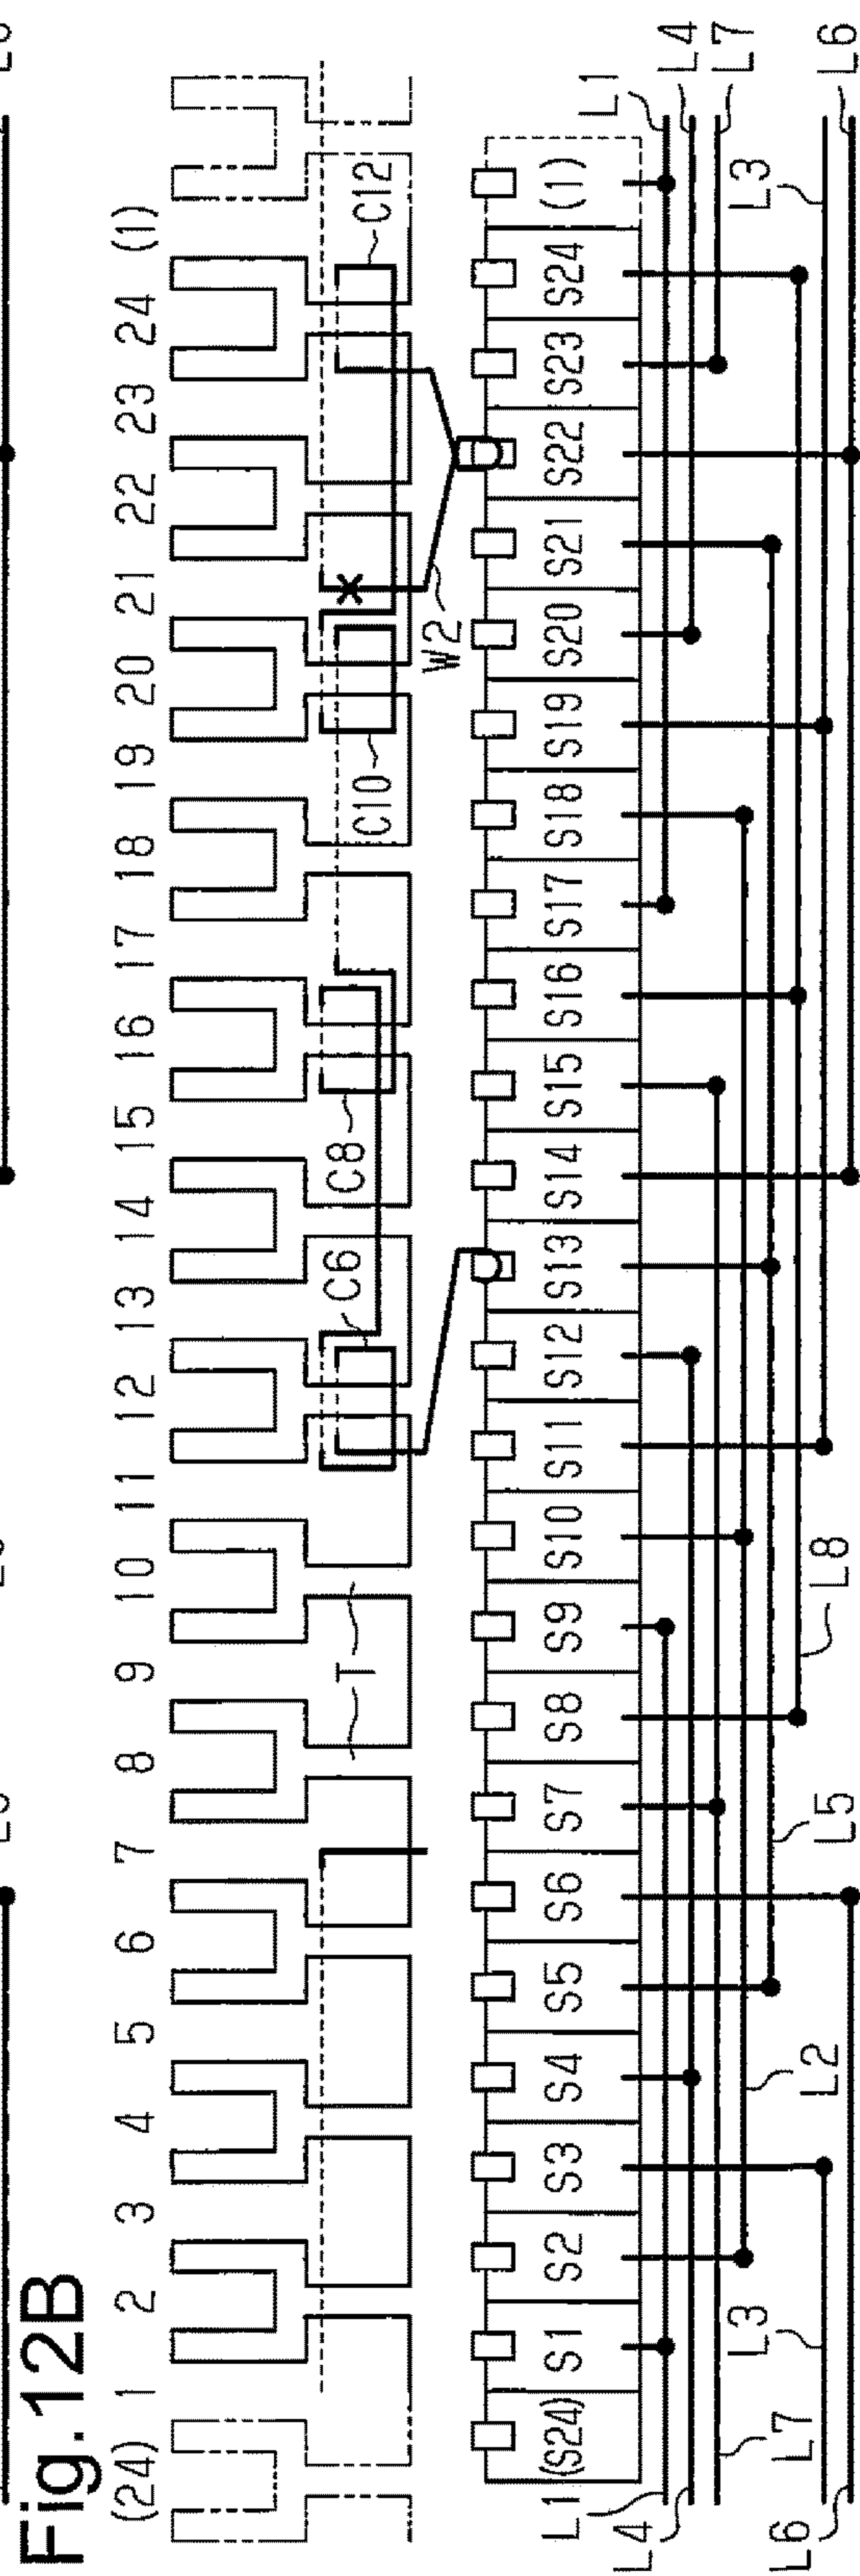 Fig.12B
(24) 1 2 3 4 5 6 7 8 9 10 11 12 13 14 15 16 17 18 19 20 21 22 23 24 (1)
T
C6
C8
C10
C12
W2
(S24) S1 S2 S3 S4 S5 S6 S7 S8 S9 S10 S11 S12 S13 S14 S15 S16 S17 S18 S19 S20 S21 S22 S23 S24 (1)
L1
L4
L7
L3
L6
L2
L5
L8
L1
L4
L7
L3
L6